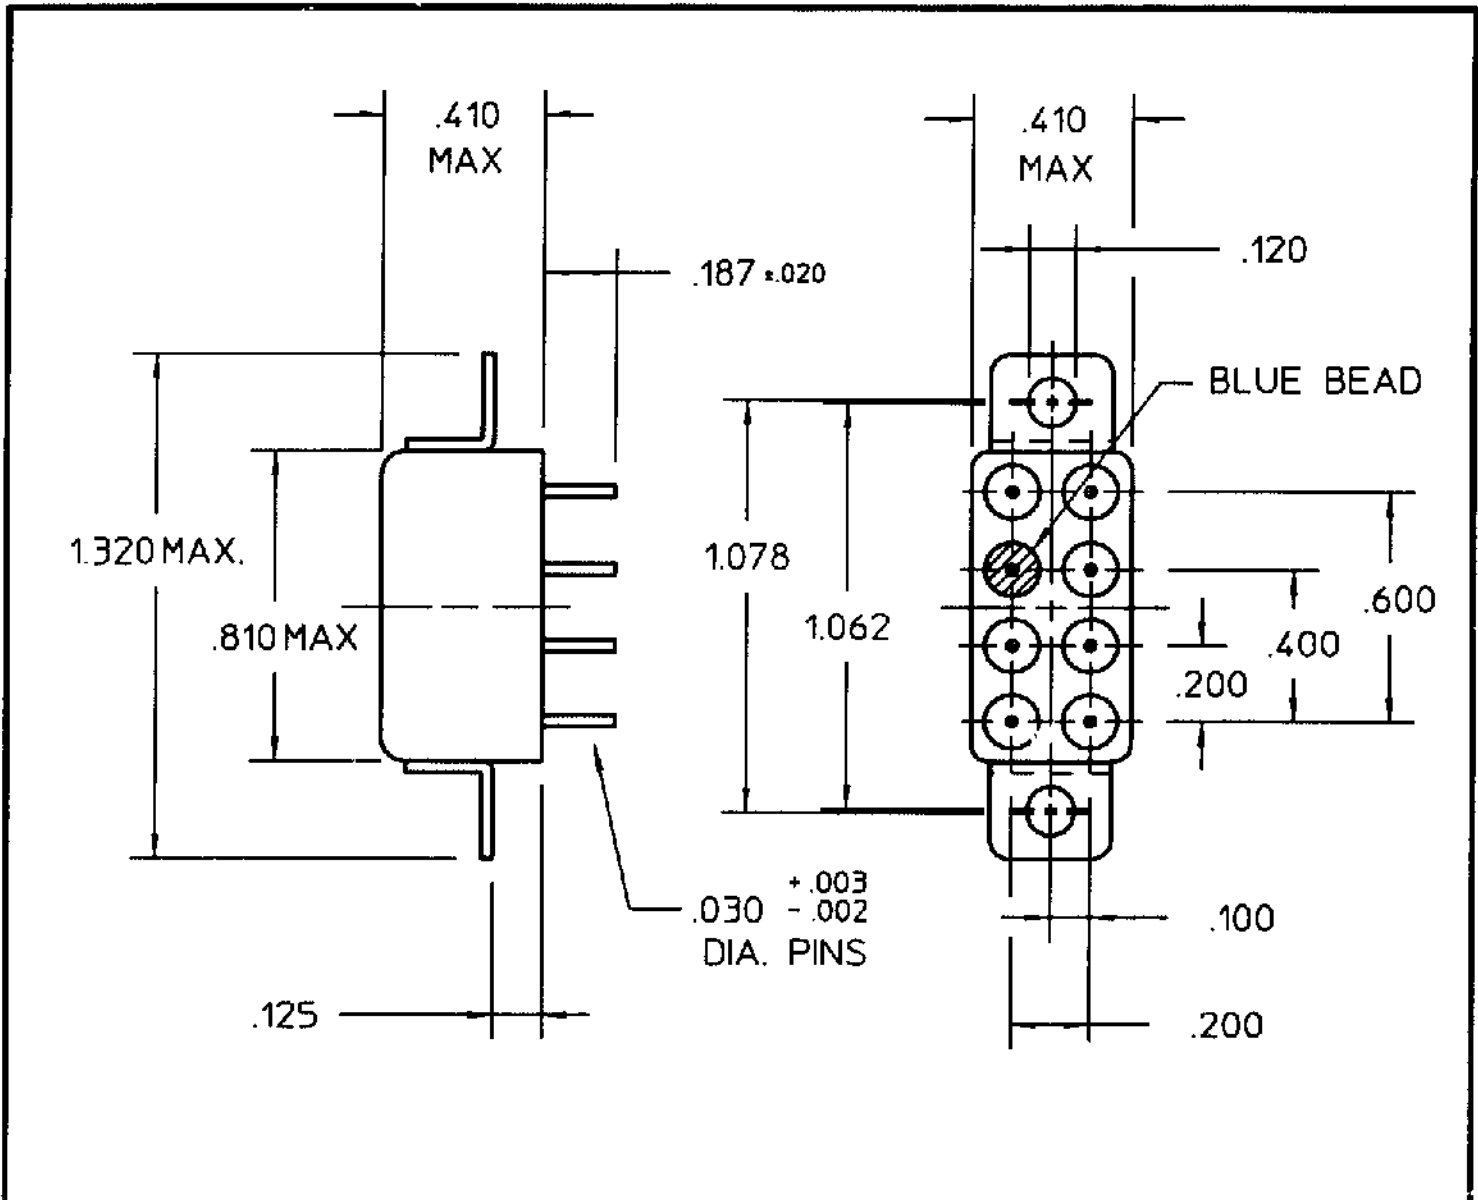 .410
MAX
.410
MAX
.120
.187 ±.020
BLUE BEAD
1.320 MAX.
1.078
.810 MAX
1.062
.600
.400
.200
+ .003
.030 - .002
DIA. PINS
.100
.125
.200